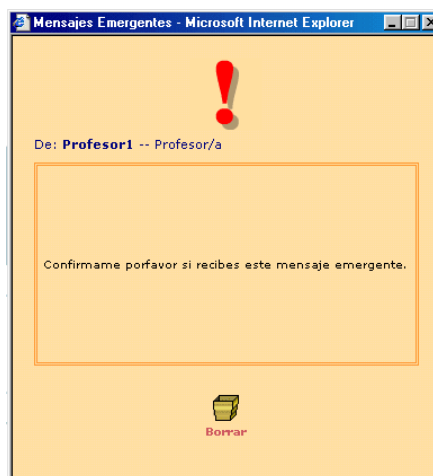 Mensajes Emergentes - Microsoft Internet Explorer
De: Profesor1 -- Profesor/a
Confirmame porfavor si recibes este mensaje emergente.
Borrar